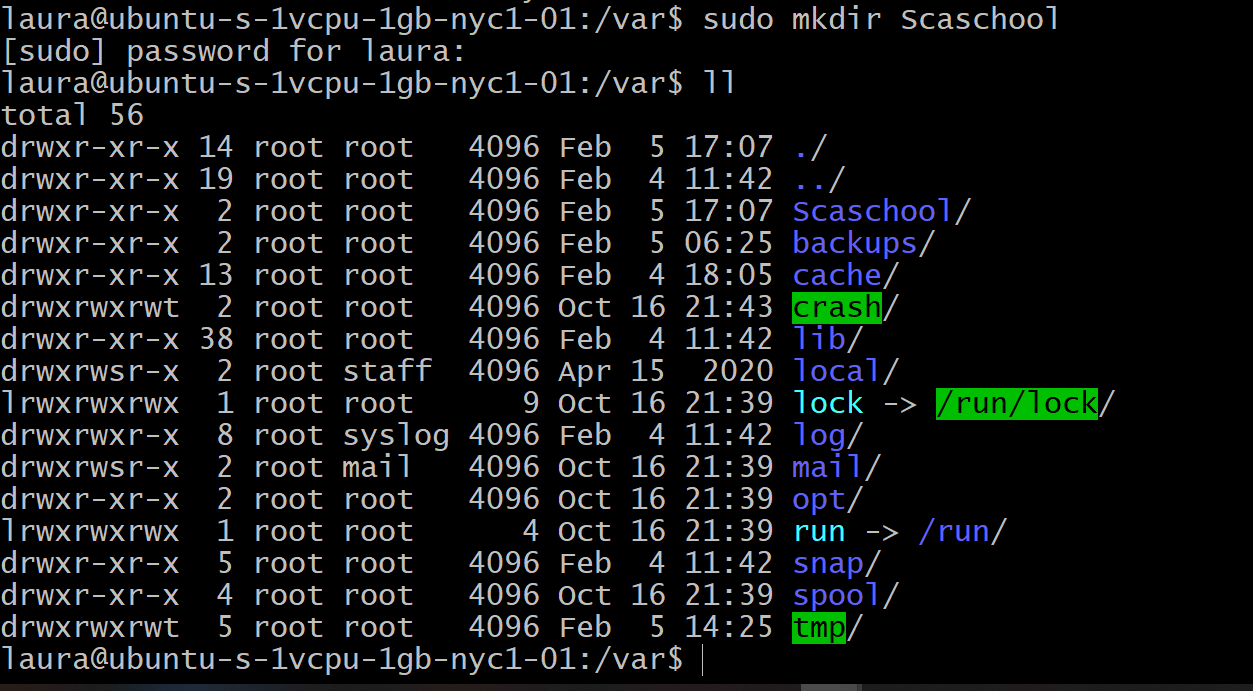 laura@ubuntu-s-1vcpu-1gb-nyc1-01:/var$ sudo mkdir Scaschool
[sudo] password for laura:
laura@ubuntu-s-1vcpu-1gb-nyc1-01:/var$ ll
total 56
drwxr-xr-x 14 root root   4096 Feb  5 17:07 ./
drwxr-xr-x 19 root root   4096 Feb  4 11:42 ../
drwxr-xr-x  2 root root   4096 Feb  5 17:07 Scaschool/
drwxr-xr-x  2 root root   4096 Feb  5 06:25 backups/
drwxr-xr-x 13 root root   4096 Feb  4 18:05 cache/
drwxrwxrwt  2 root root   4096 Oct 16 21:43 crash/
drwxr-xr-x 38 root root   4096 Feb  4 11:42 lib/
drwxrwsr-x  2 root staff  4096 Apr 15  2020 local/
lrwxrwxrwx  1 root root      9 Oct 16 21:39 lock -> /run/lock/
drwxrwxr-x  8 root syslog 4096 Feb  4 11:42 log/
drwxrwsr-x  2 root mail   4096 Oct 16 21:39 mail/
drwxr-xr-x  2 root root   4096 Oct 16 21:39 opt/
lrwxrwxrwx  1 root root      4 Oct 16 21:39 run -> /run/
drwxr-xr-x  5 root root   4096 Feb  4 11:42 snap/
drwxr-xr-x  4 root root   4096 Oct 16 21:39 spool/
drwxrwxrwt  5 root root   4096 Feb  5 14:25 tmp/
laura@ubuntu-s-1vcpu-1gb-nyc1-01:/var$